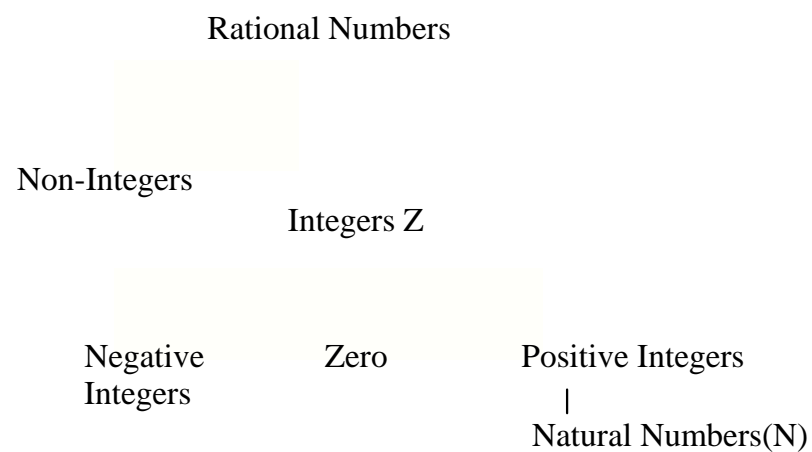 Rational Numbers
Non-Integers
Integers Z
Negative Integers
Zero
Positive Integers
Natural Numbers(N)